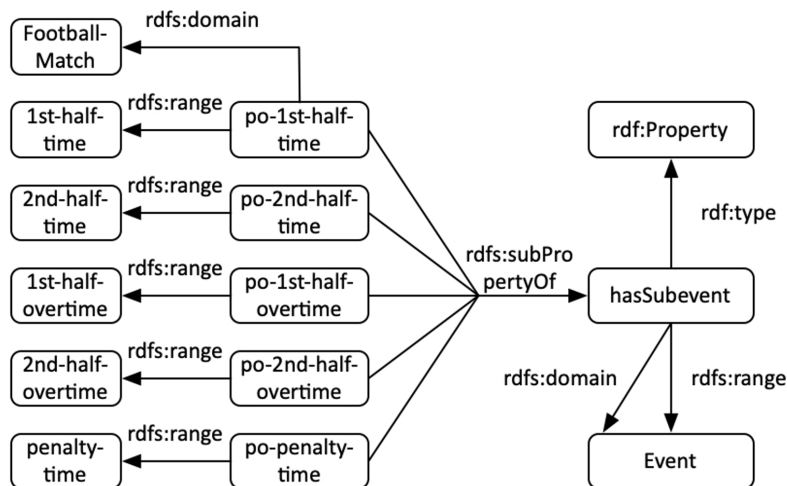 rdfs:domain
Football-
Match
rdfs:range
1st-half-
time
po-1st-half-
time
rdf:Property
rdfs:range
2nd-half-
time
po-2nd-half-
time
rdf:type
rdfs:subPro
pertyOf
rdfs:range
1st-half-
overtime
po-1st-half-
overtime
hasSubevent
rdfs:range
2nd-half-
overtime
po-2nd-half-
overtime
rdfs:domain
rdfs:range
rdfs:range
penalty-
time
po-penalty-
time
Event